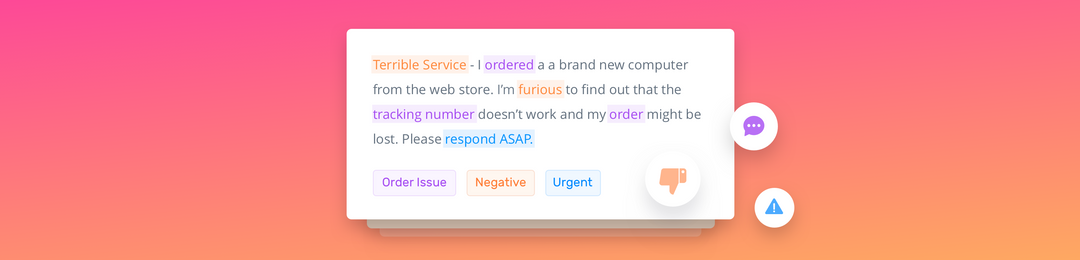 Terrible Service - I ordered a a brand new computer
from the web store. I'm furious to find out that the
tracking number doesn't work and my order might be
lost. Please respond ASAP.
Order Issue Negative Urgent